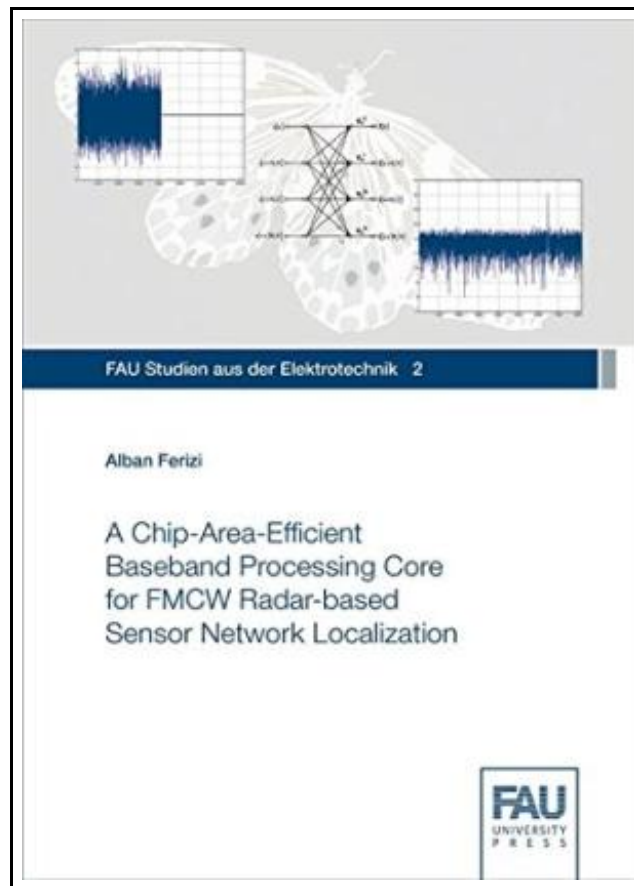 FAU Studien aus der Elektrotechnik 2
Alban Ferizi
A Chip-Area-Efficient
Baseband Processing Core
for FMCW Radar-based
Sensor Network Localization
FAU
UNIVERSITY
PRESS